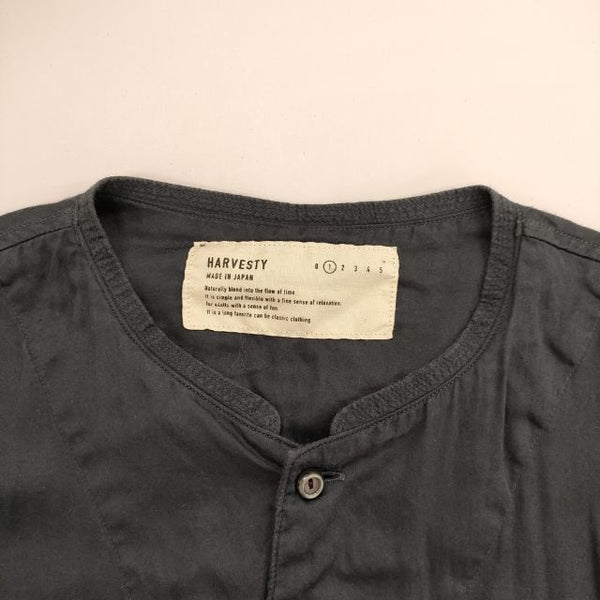 HARVESTY 0 1 2 3 4 5
MADE IN JAPAN
Naturally blend into the flow of time.
It is simple and flexible with a fine sense of relaxation.
for adults with a sense of fun.
It is a long favorite can be classic clothing.